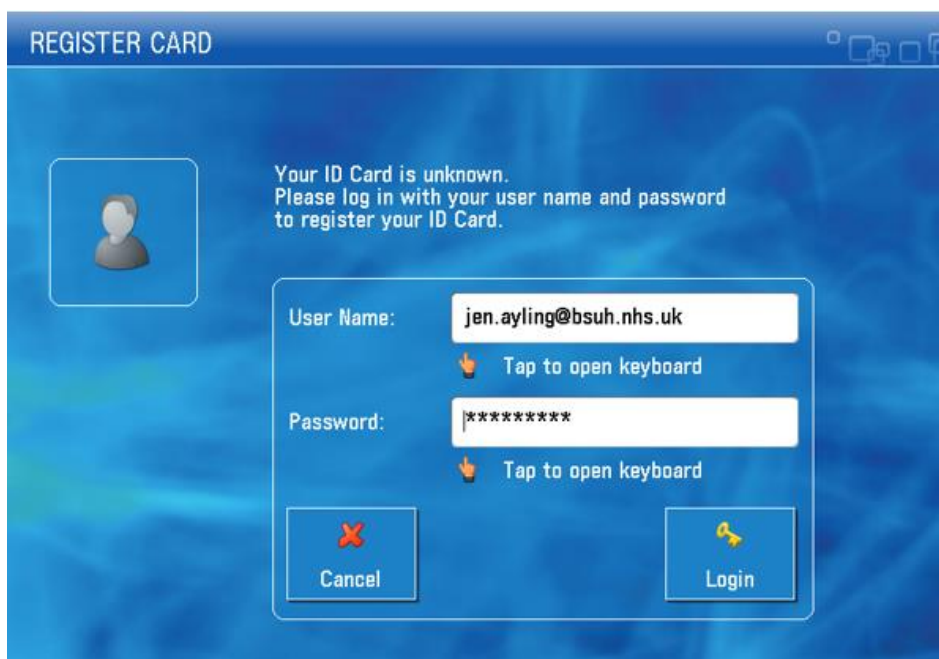 REGISTER CARD
Your ID Card is unknown.
Please log in with your user name and password
to register your ID Card.
User Name:
jen.ayling@bsuh.nhs.uk
Tap to open keyboard
Password:
*********
Tap to open keyboard
Cancel
Login